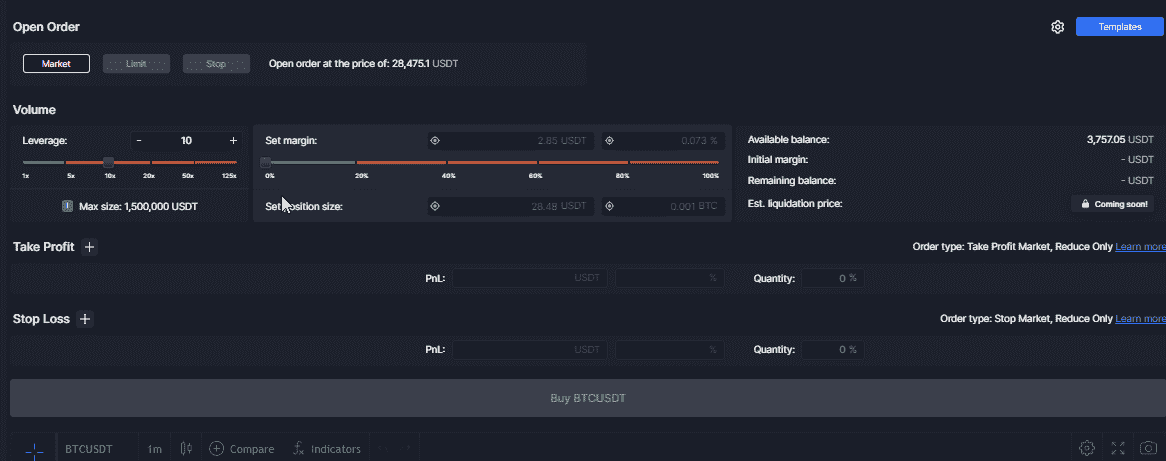 Open Order
Templates
Market Limit Stop Open order at the price of: 28,475.1 USDT
Volume
Leverage: - 10 +
1x 5x 10x 20x 50x 125x
Max size: 1,500,000 USDT
Set margin: 2.85 USDT 0.073 %
0% 20% 40% 60% 80% 100%
Set position size: 28.48 USDT 0.001 BTC
Available balance: 3,757.05 USDT
Initial margin: - USDT
Remaining balance: - USDT
Est. liquidation price: Coming soon!
Take Profit + Order type: Take Profit Market, Reduce Only Learn more
PnL: USDT % Quantity: 0 %
Stop Loss + Order type: Stop Market, Reduce Only Learn more
PnL: USDT % Quantity: 0 %
Buy BTCUSDT
BTCUSDT 1m Compare Indicators